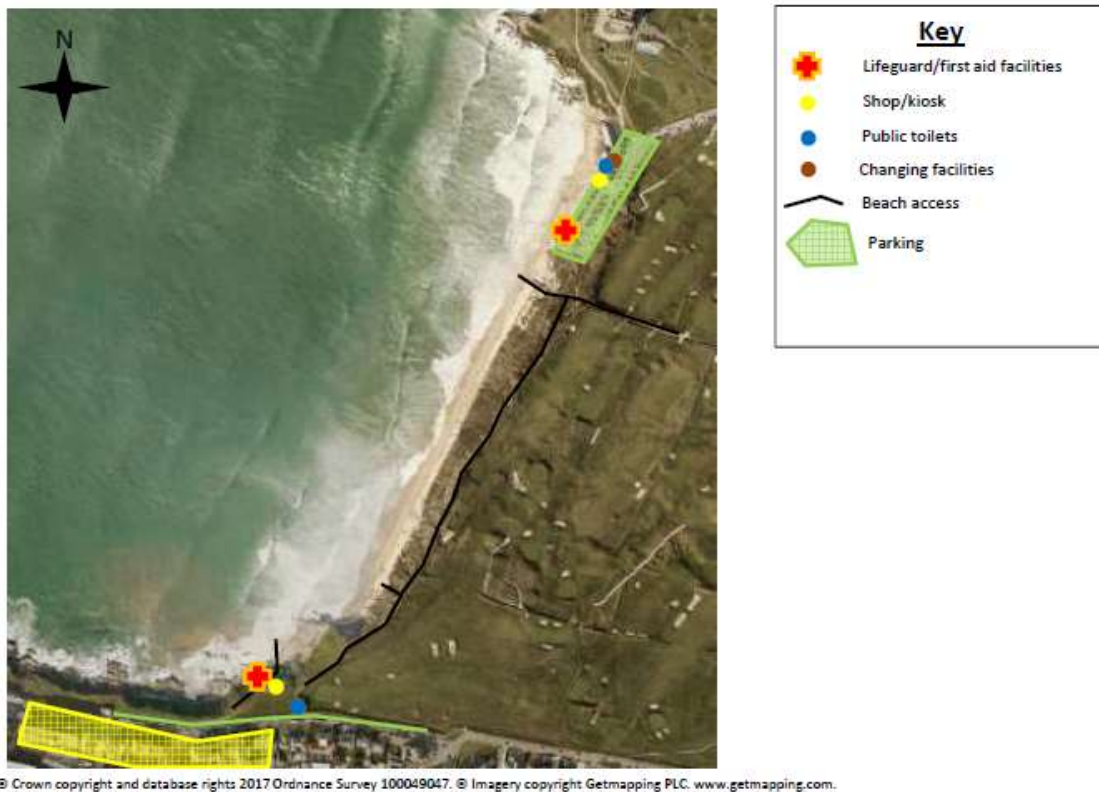 N
Key
Lifeguard/first aid facilities
Shop/kiosk
Public toilets
Changing facilities
Beach access
Parking
© Crown copyright and database rights 2017 Ordnance Survey 100049047. © Imagery copyright Getmapping PLC. www.getmapping.com.